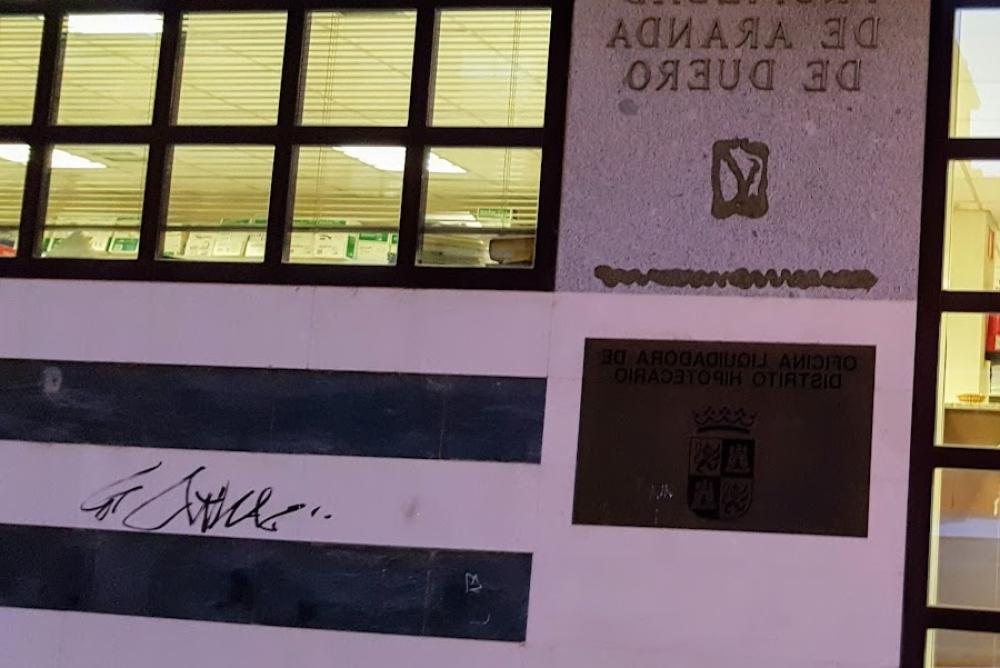 DE ARANDA
DE DUERO
OFICINA LIQUIDADORA DE
DISTRITO HIPOTECARIO